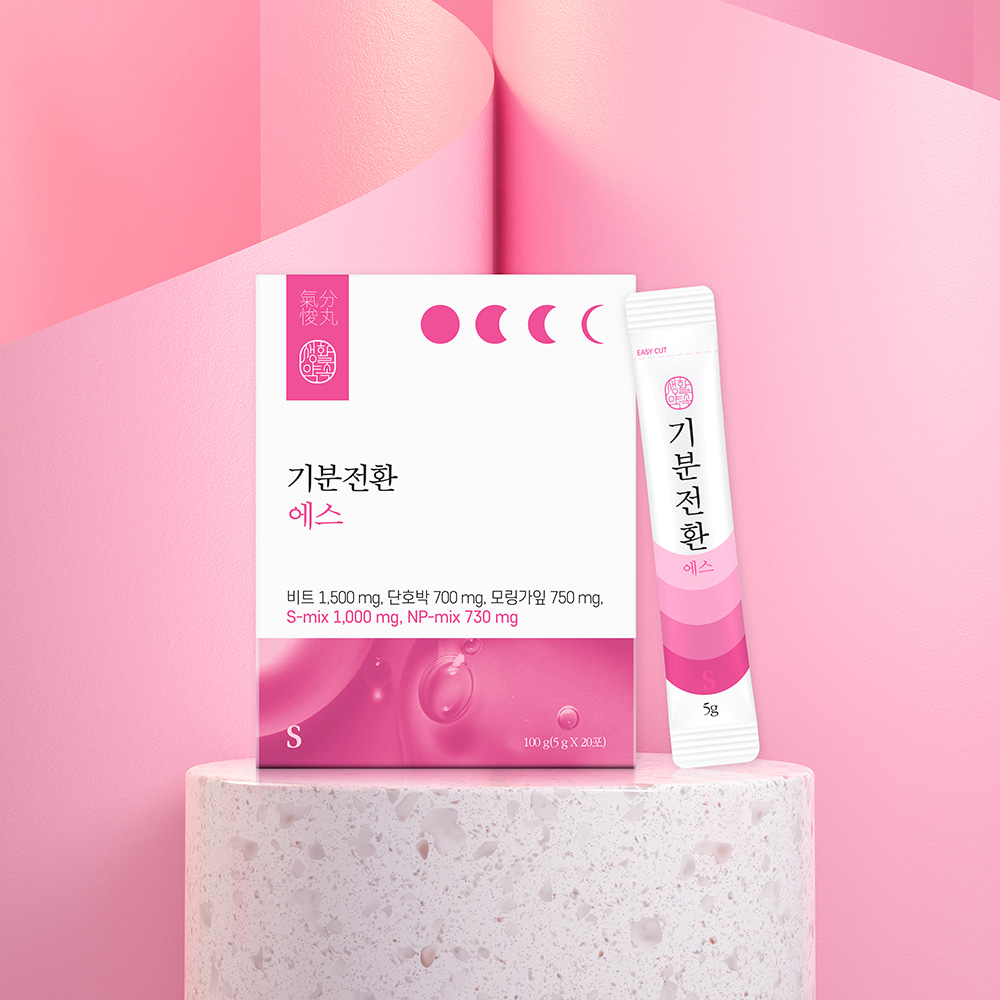 氣分
悛丸
생활
약속
기분전환
에스
비트 1,500 mg, 단호박 700 mg, 모링가잎 750 mg,
S-mix 1,000 mg, NP-mix 730 mg
S
100 g(5 g X 20포)
EASY CUT
생활
약속
기분전환
에스
S
5g